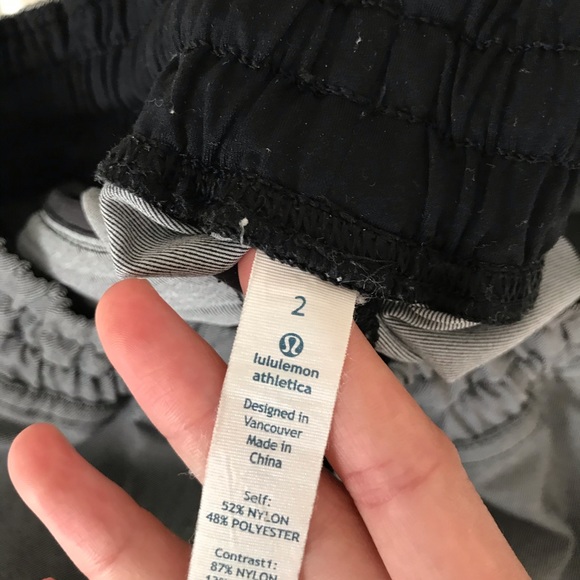 2
lululemon
athletica
Designed in
Vancouver
Made in
China
Self:
52% NYLON
48% POLYESTER
Contrast1:
87% NYLON